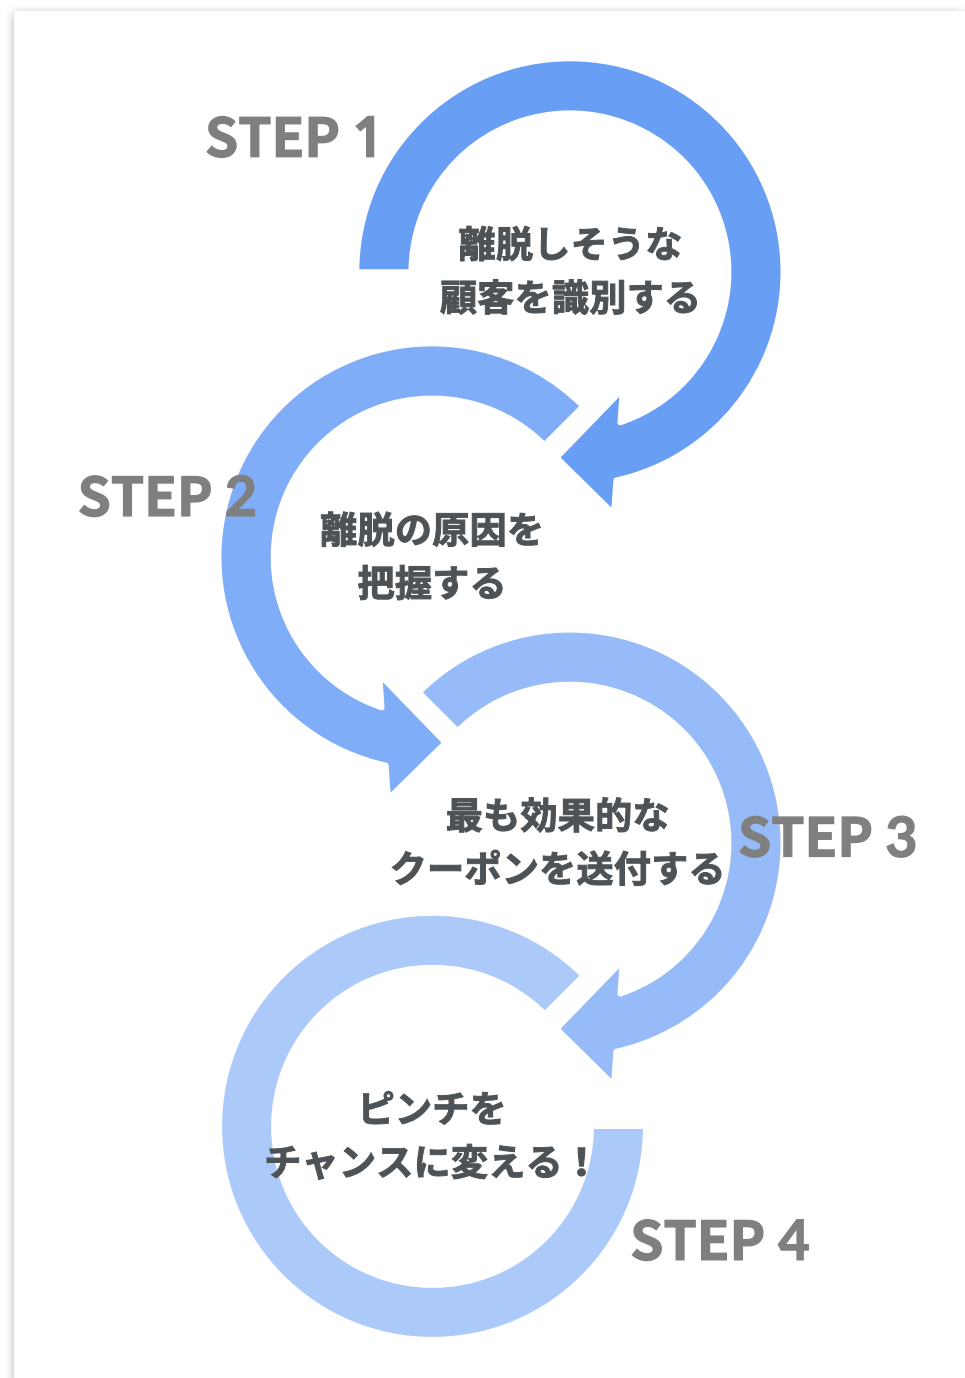 STEP 1
離脱しそうな
顧客を識別する
STEP 2
離脱の原因を
把握する
最も効果的な
クーポンを送付する
STEP 3
ピンチを
チャンスに変える！
STEP 4